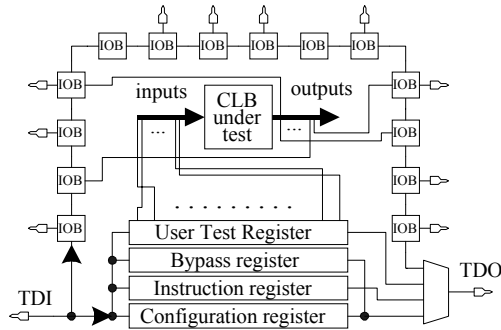 IOB IOB IOB IOB IOB IOB
IOB inputs CLB outputs IOB
under
... test ...
IOB IOB
IOB IOB
. . . . . . . . .
IOB User Test Register IOB
Bypass register
TDI Instruction register TDO
Configuration register